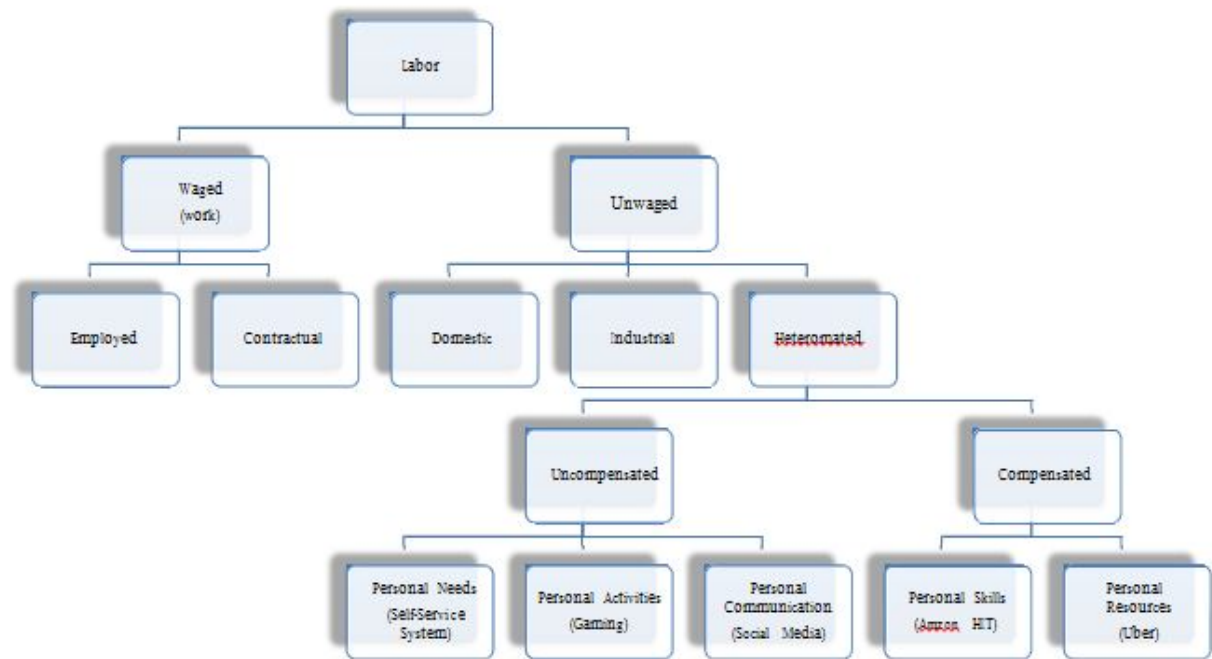 Labor
Waged
(work)
Unwaged
Employed
Contractual
Domestic
Industrial
Heteromated
Uncompensated
Compensated
Personal Needs
(Self-Service
System)
Personal Activities
(Gaming)
Personal
Communication
(Social Media)
Personal Skills
(Amzon HIT)
Personal
Resources
(Uber)